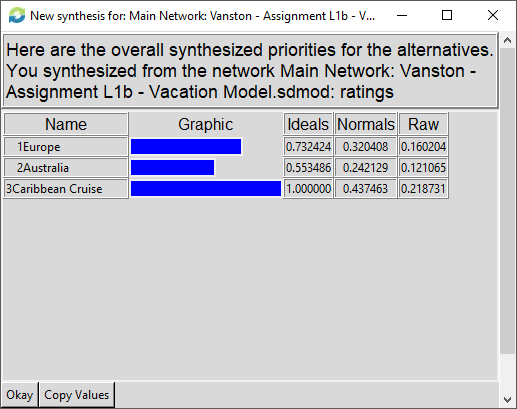 New synthesis for: Main Network: Vanston - Assignment L1b - V...
Here are the overall synthesized priorities for the alternatives.
You synthesized from the network Main Network: Vanston -
Assignment L1b - Vacation Model.sdmod: ratings
Name Graphic Ideals Normals Raw
1Europe 0.732424 0.320408 0.160204
2Australia 0.553486 0.242129 0.121065
3Caribbean Cruise 1.000000 0.437463 0.218731
Okay Copy Values